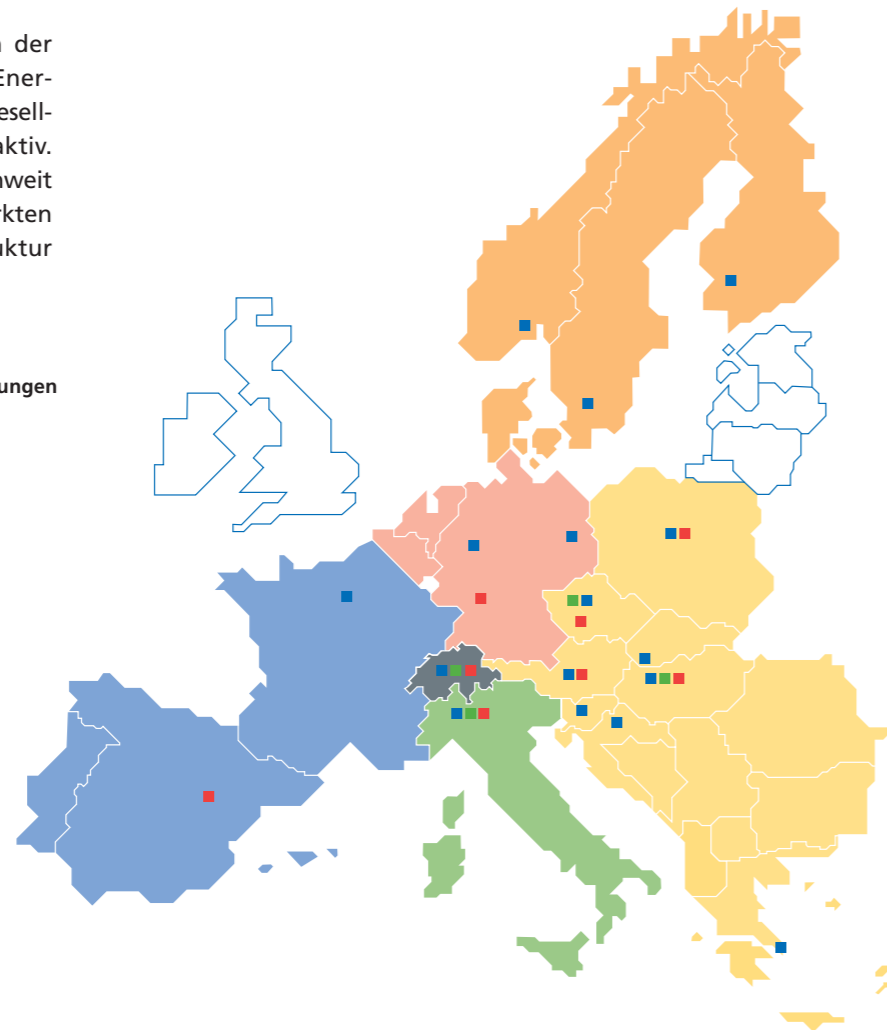 der
Ener-
esell-
aktiv.
weit
rkten
uktur
ungen